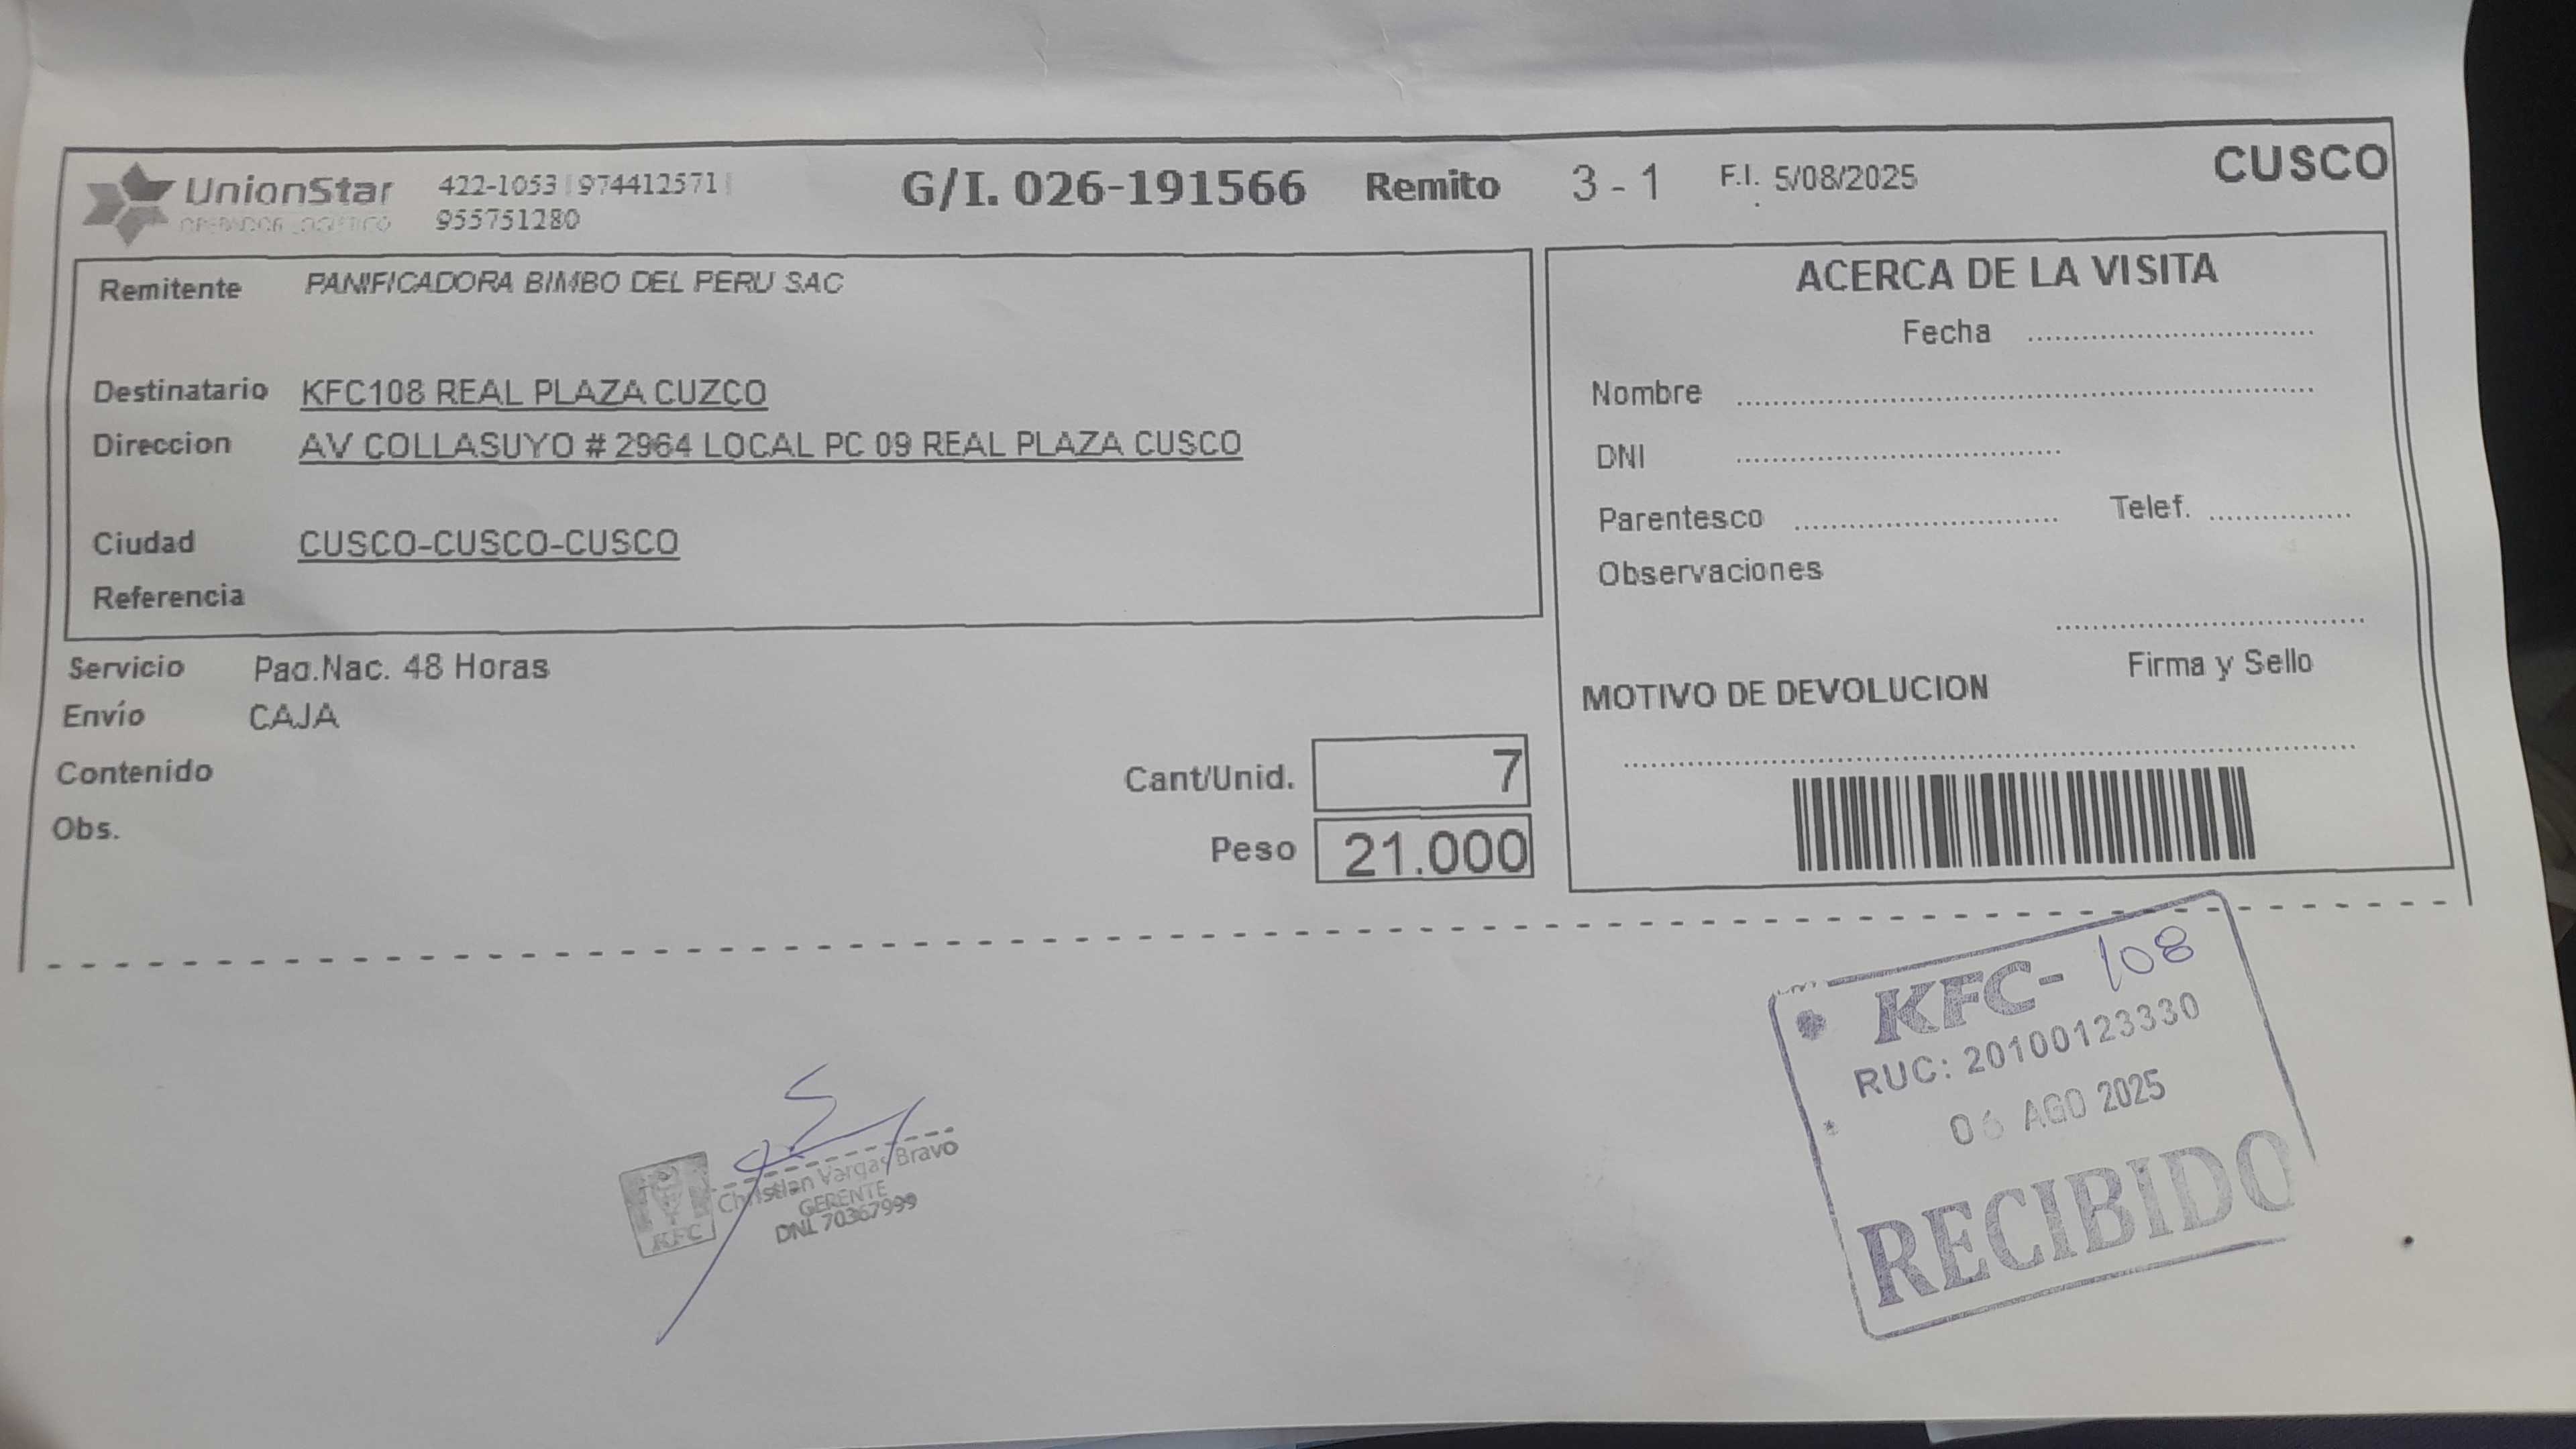 UnionStar
OPERADOR LOGISTICO
422-1053 | 974412571 |
955751280
G/I. 026-191566 Remito 3 - 1 F.I. 5/08/2025
CUSCO
Remitente PANIFICADORA BIMBO DEL PERU SAC
Destinatario KFC108 REAL PLAZA CUZCO
Direccion AV COLLASUYO # 2964 LOCAL PC 09 REAL PLAZA CUSCO
Ciudad CUSCO-CUSCO-CUSCO
Referencia
Servicio Paq.Nac. 48 Horas
Envío CAJA
Contenido
Obs.
Cant/Unid. 7
Peso 21.000
ACERCA DE LA VISITA
Fecha
Nombre
DNI
Parentesco Telef.
Observaciones
Firma y Sello
MOTIVO DE DEVOLUCION
KFC- 108
RUC: 20100123330
06 AGO 2025
RECIBIDO
KFC
Christian Vargas Bravo
GERENTE
DNI. 70367999